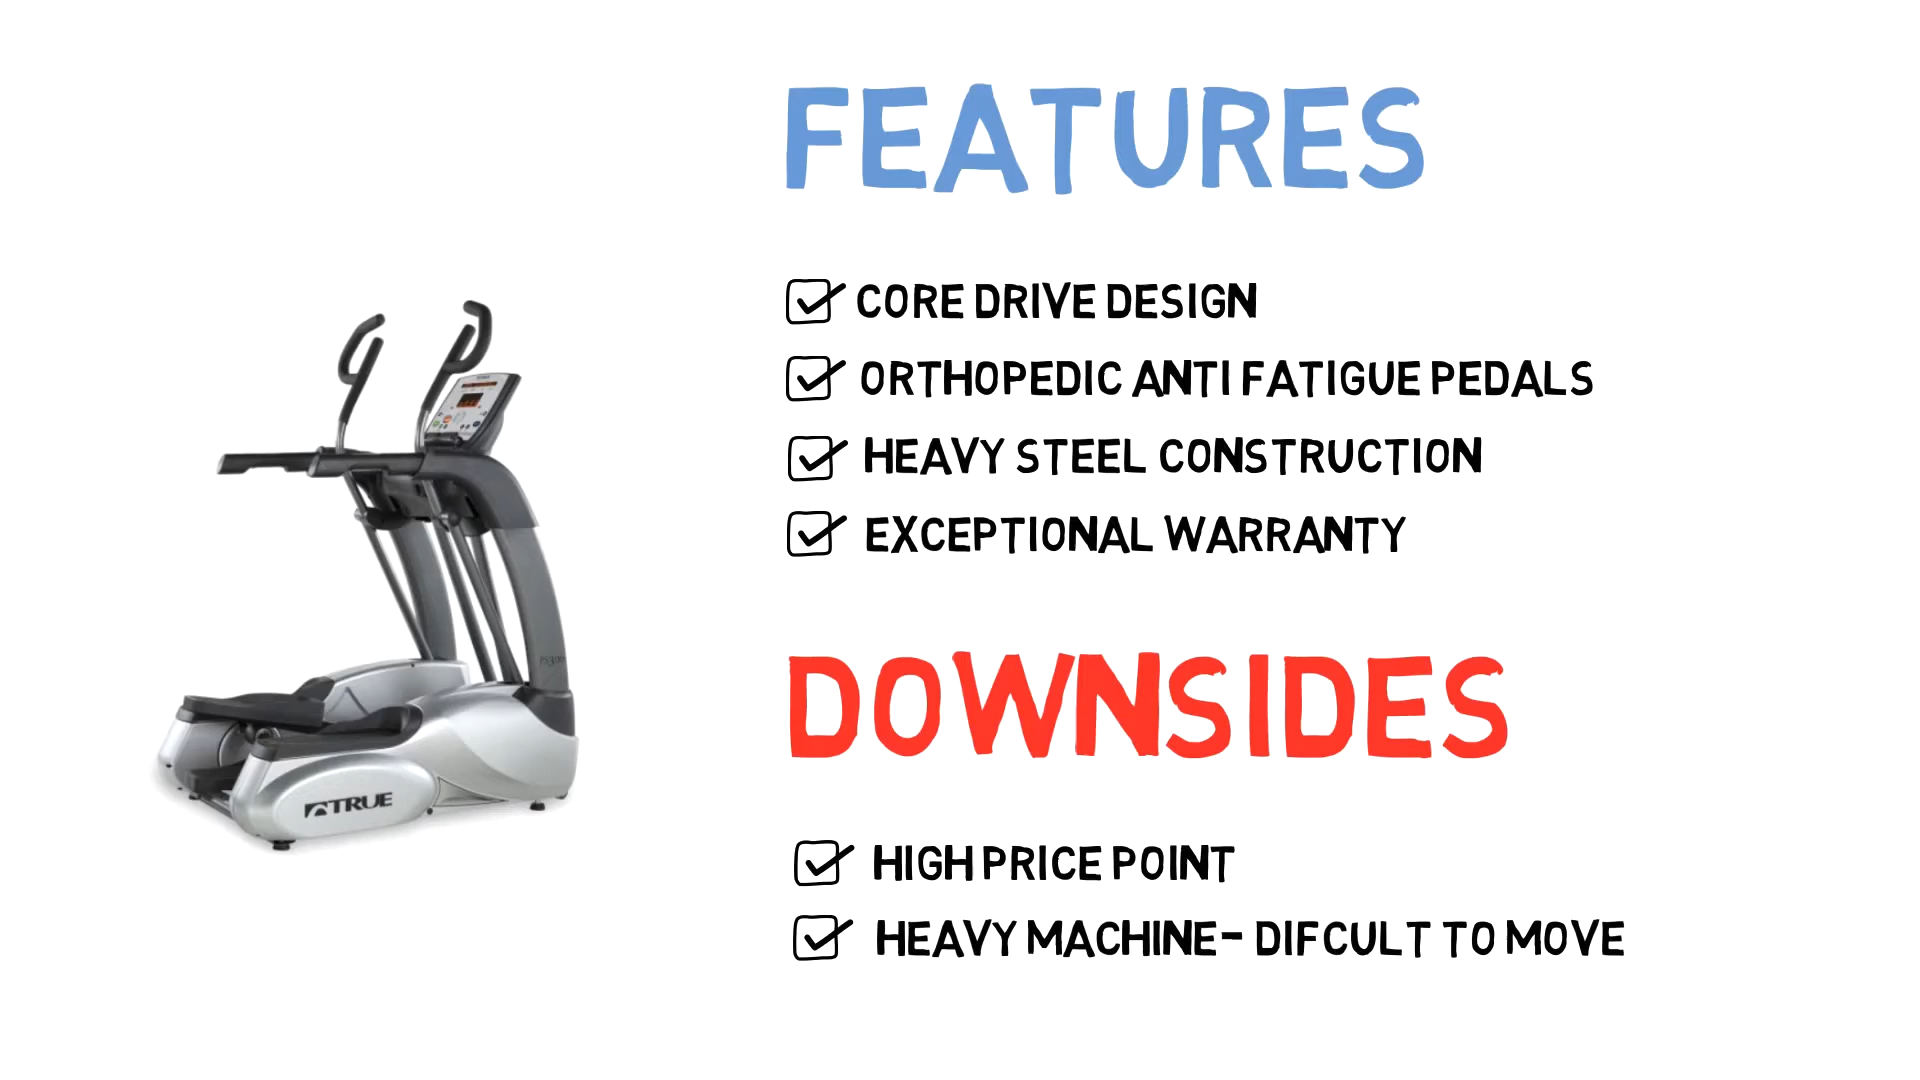 FEATURES
CORE DRIVE DESIGN
ORTHOPEDIC ANTI FATIGUE PEDALS
HEAVY STEEL CONSTRUCTION
EXCEPTIONAL WARRANTY
TRUE
DOWNSIDES
HIGH PRICE POINT
HEAVY MACHINE- DIFCULT TO MOVE